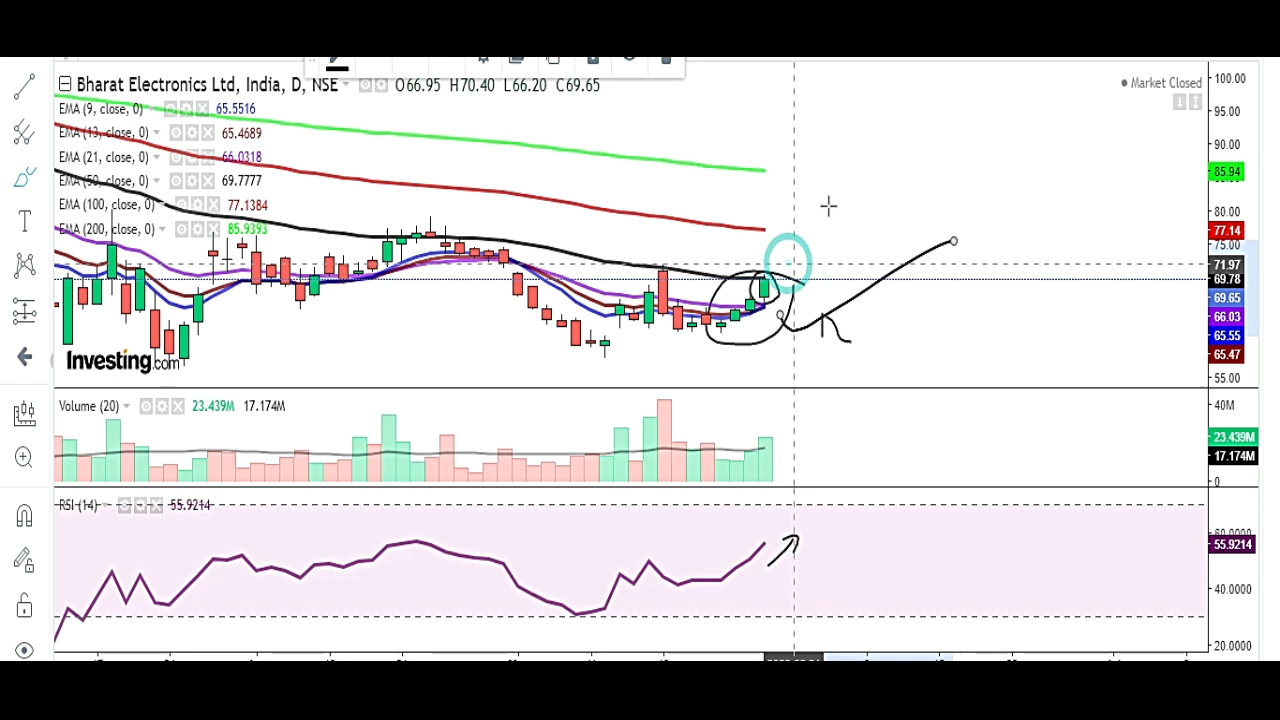 Bharat Electronics Ltd, India, D, NSE O66.95 H70.40 L66.20 C69.65
Market Closed
EMA (9, close, 0) 65.5516
EMA (13, close, 0) 65.4689
EMA (21, close, 0) 66.0318
EMA (50, close, 0) 69.7777
EMA (100, close, 0) 77.1384
EMA (200, close, 0) 85.9393
100.00
95.00
90.00
85.94
80.00
77.14
75.00
71.97
69.78
69.65
66.03
65.55
65.47
55.00
Investing.com
Volume (20) 23.439M 17.174M
40M
23.439M
17.174M
0
RSI (14) 55.9214
55.9214
40.0000
20.0000